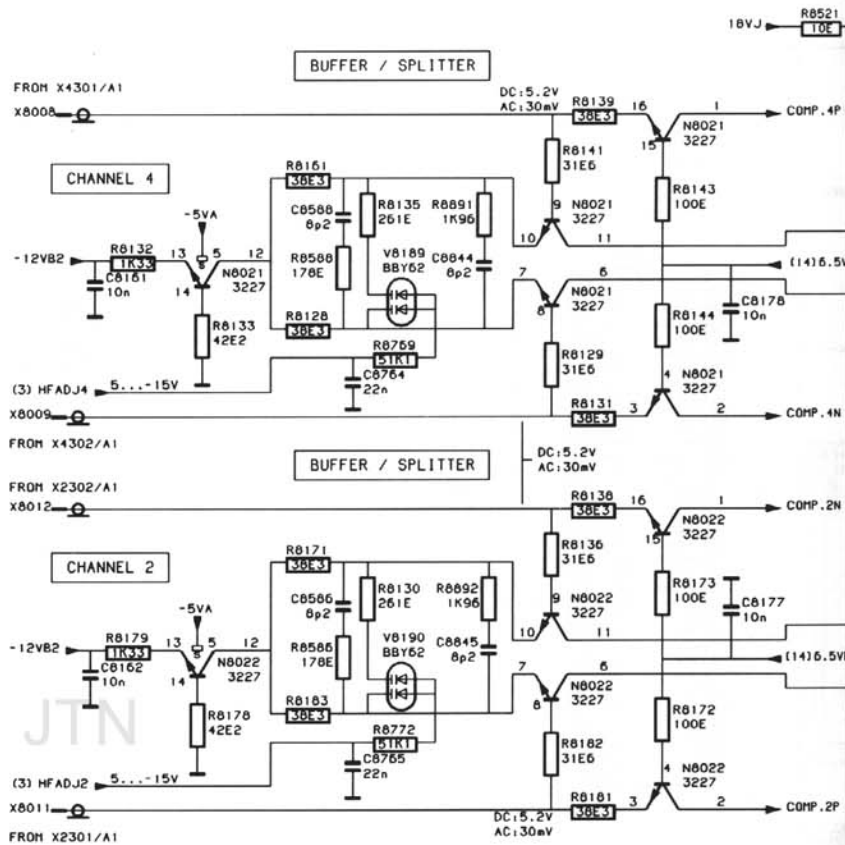 R8521
18VJ
10E
BUFFER / SPLITTER
FROM X4301/A1
X8008
DC:5.2V
AC:30mV
R8139
38E3
16
1
COMP.4P
15
N8021
3227
R8141
31E6
CHANNEL 4
R8161
38E3
C8588
8p2
R8135
261E
R8891
1K96
R8143
100E
-5VA
9
N8021
3227
10
11
-12VB2
R8132
1K33
13
5
12
S
N8021
3227
14
C8161
10n
R8588
178E
V8189
BBY62
C8844
8p2
(14)6.5V
7
6
8
N8021
3227
C8178
10n
R8133
42E2
R8128
38E3
R8144
100E
R8769
51K1
R8129
31E6
(3) HFADJ4
5...-15V
C8764
22n
4
N8021
3227
X8009
R8131
38E3
3
2
COMP.4N
FROM X4302/A1
BUFFER / SPLITTER
DC:5.2V
AC:30mV
FROM X2302/A1
X8012
R8138
38E3
16
1
COMP.2N
15
N8022
3227
R8136
31E6
CHANNEL 2
R8171
38E3
C8586
8p2
R8130
261E
R8892
1K96
R8173
100E
C8177
10n
-5VA
9
N8022
3227
10
11
-12VB2
R8179
1K33
13
5
12
S
N8022
3227
14
C8162
10n
R8586
178E
V8190
BBY62
C8845
8p2
(14)6.5V
7
6
8
N8022
3227
R8178
42E2
R8183
38E3
R8172
100E
JTN
R8772
51K1
R8182
31E6
(3) HFADJ2
5...-15V
C8765
22n
4
N8022
3227
X8011
DC:5.2V
AC:30mV
R8181
38E3
3
2
COMP.2P
FROM X2301/A1